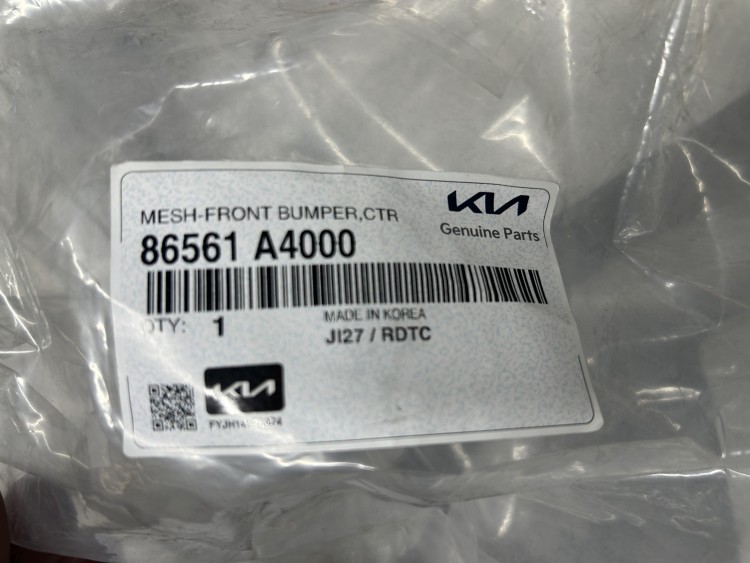 MESH-FRONT BUMPER,CTR
KIA
Genuine Parts
86561 A4000
QTY: 1
MADE IN KOREA
JI27 / RDTC
KIA